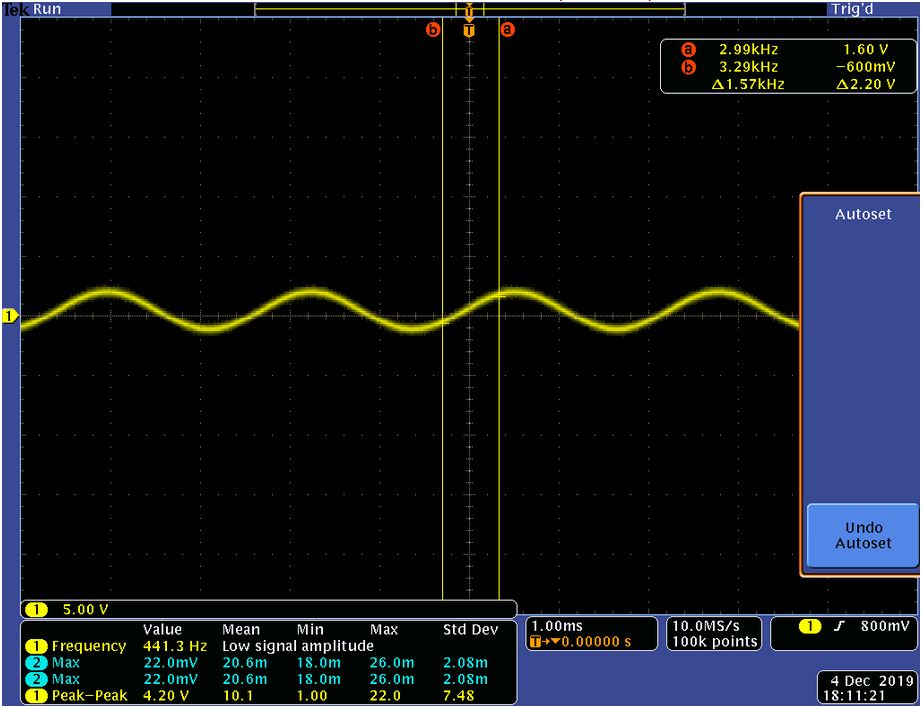 Tek Run Trig'd
b T a
a 2.99kHz 1.60 V
b 3.29kHz −600mV
Δ1.57kHz Δ2.20 V
Autoset
1
Undo
Autoset
1 5.00 V
Value Mean Min Max Std Dev
1 Frequency 441.3 Hz Low signal amplitude
2 Max 22.0mV 20.6m 18.0m 26.0m 2.08m
2 Max 22.0mV 20.6m 18.0m 26.0m 2.08m
1 Peak−Peak 4.20 V 10.1 1.00 22.0 7.48
1.00ms
T→▼0.00000 s
10.0MS/s
100k points
1 800mV
4 Dec 2019
18:11:21